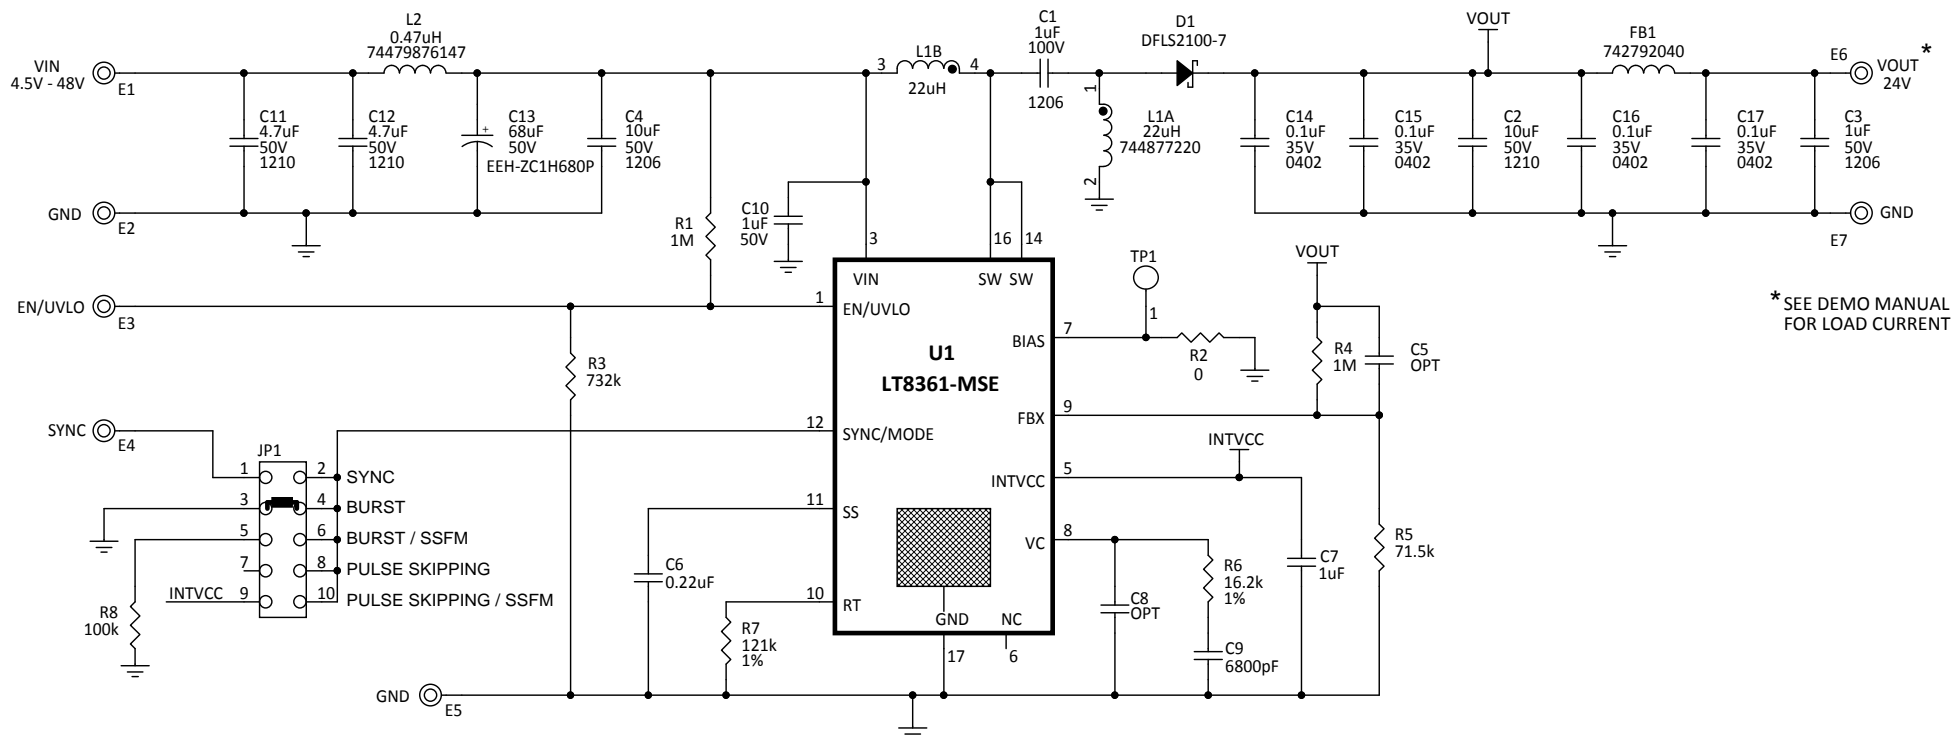 L2
0.47uH
74479876147
VIN
4.5V - 48V
E1
C11
4.7uF
50V
1210
C12
4.7uF
50V
1210
C13
68uF
50V
EEH-ZC1H680P
+
C4
10uF
50V
1206
GND
E2
3
L1B
4
22uH
C1
1uF
100V
1206
D1
DFLS2100-7
1
L1A
22uH
744877220
2
VOUT
FB1
742792040
E6
VOUT *
24V
C14
0.1uF
35V
0402
C15
0.1uF
35V
0402
C2
10uF
50V
1210
C16
0.1uF
35V
0402
C17
0.1uF
35V
0402
C3
1uF
50V
1206
GND
E7
R1
1M
C10
1uF
50V
3
16
14
VIN
SW
SW
EN/UVLO
E3
1
EN/UVLO
R3
732k
U1
LT8361-MSE
TP1
1
7
BIAS
R2
0
VOUT
R4
1M
C5
OPT
* SEE DEMO MANUAL
FOR LOAD CURRENT
9
FBX
SYNC
E4
12
SYNC/MODE
JP1
1
2
SYNC
3
4
BURST
5
6
BURST / SSFM
7
8
PULSE SKIPPING
INTVCC
9
10
PULSE SKIPPING / SSFM
R8
100k
INTVCC
5
INTVCC
11
SS
C6
0.22uF
8
VC
R6
16.2k
1%
C7
1uF
R5
71.5k
10
RT
R7
121k
1%
C8
OPT
C9
6800pF
GND
NC
17
6
GND
E5